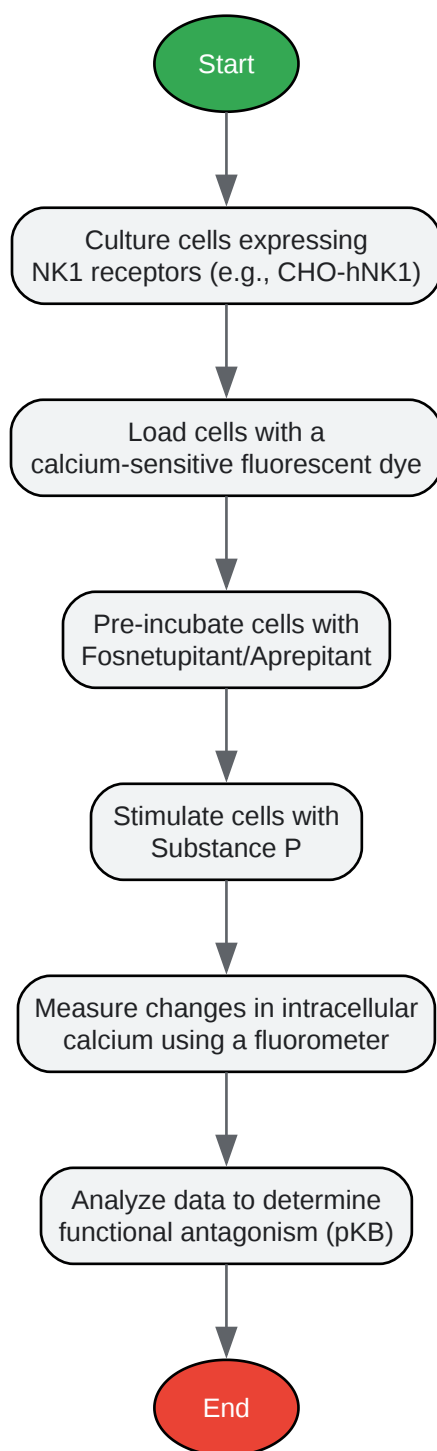 Start
Culture cells expressing
NK1 receptors (e.g., CHO-hNK1)
Load cells with a
calcium-sensitive fluorescent dye
Pre-incubate cells with
Fosnetupitant/Aprepitant
Stimulate cells with
Substance P
Measure changes in intracellular
calcium using a fluorometer
Analyze data to determine
functional antagonism (pKB)
End